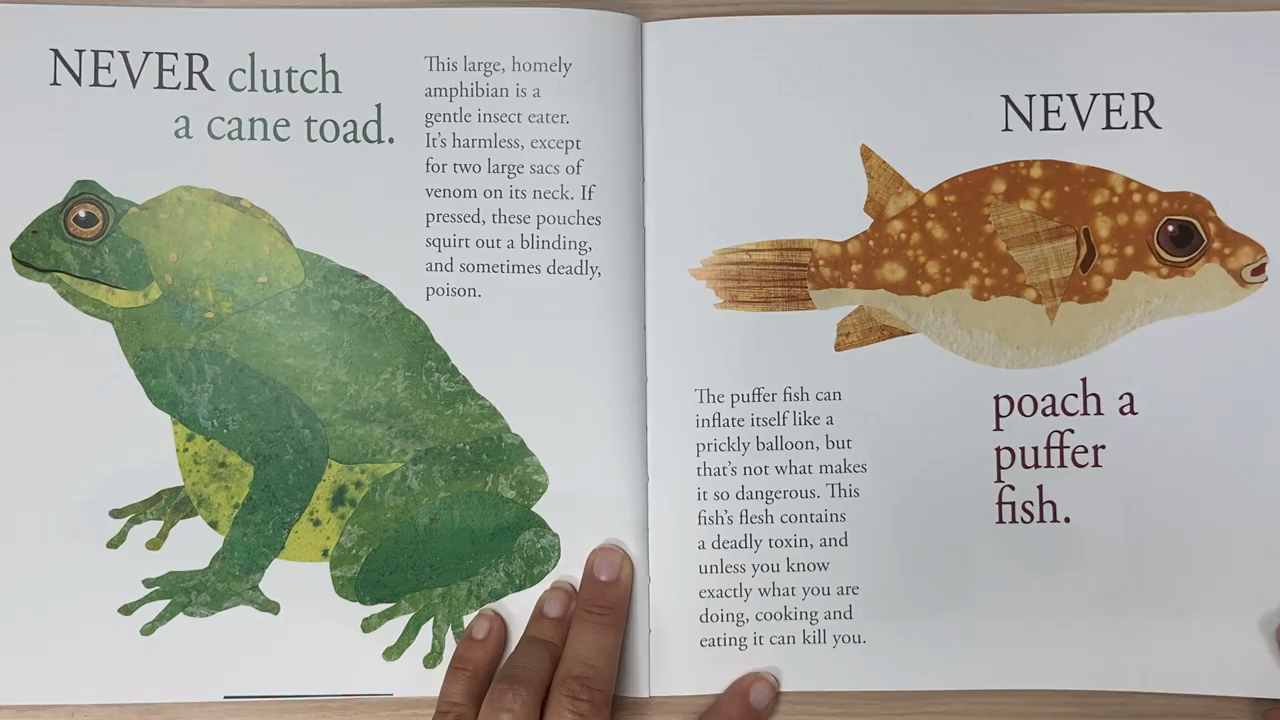 NEVER clutch
a cane toad.
This large, homely
amphibian is a
gentle insect eater.
It's harmless, except
for two large sacs of
venom on its neck. If
pressed, these pouches
squirt out a blinding,
and sometimes deadly,
poison.
NEVER
poach a
puffer
fish.
The puffer fish can
inflate itself like a
prickly balloon, but
that's not what makes
it so dangerous. This
fish's flesh contains
a deadly toxin, and
unless you know
exactly what you are
doing, cooking and
eating it can kill you.